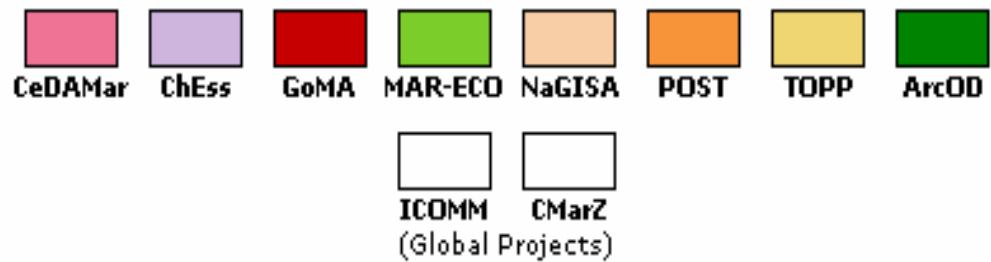 CeDAMar ChEss GoMA MAR-ECO NaGISA POST TOPP ArcOD
ICOMM CMarZ
(Global Projects)